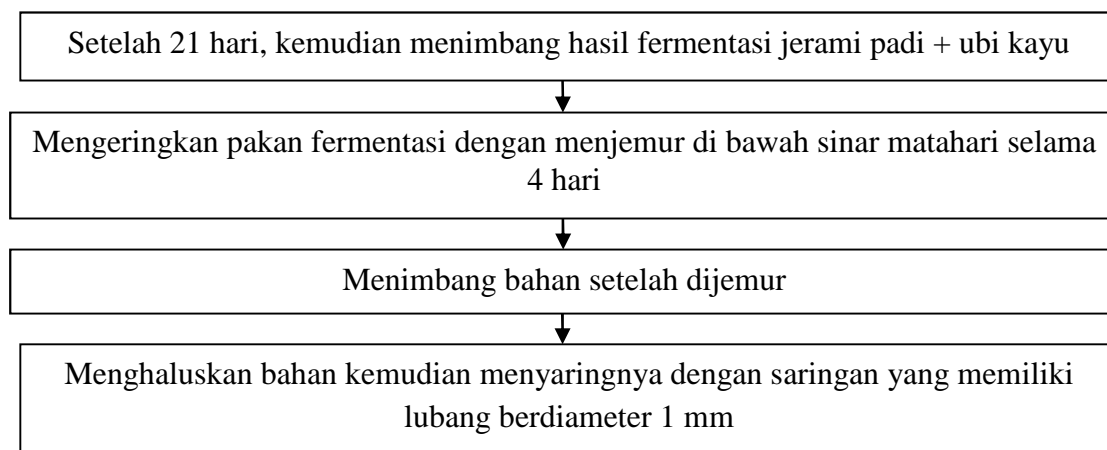 Setelah 21 hari, kemudian menimbang hasil fermentasi jerami padi + ubi kayu
Mengeringkan pakan fermentasi dengan menjemur di bawah sinar matahari selama
4 hari
Menimbang bahan setelah dijemur
Menghaluskan bahan kemudian menyaringnya dengan saringan yang memiliki
lubang berdiameter 1 mm